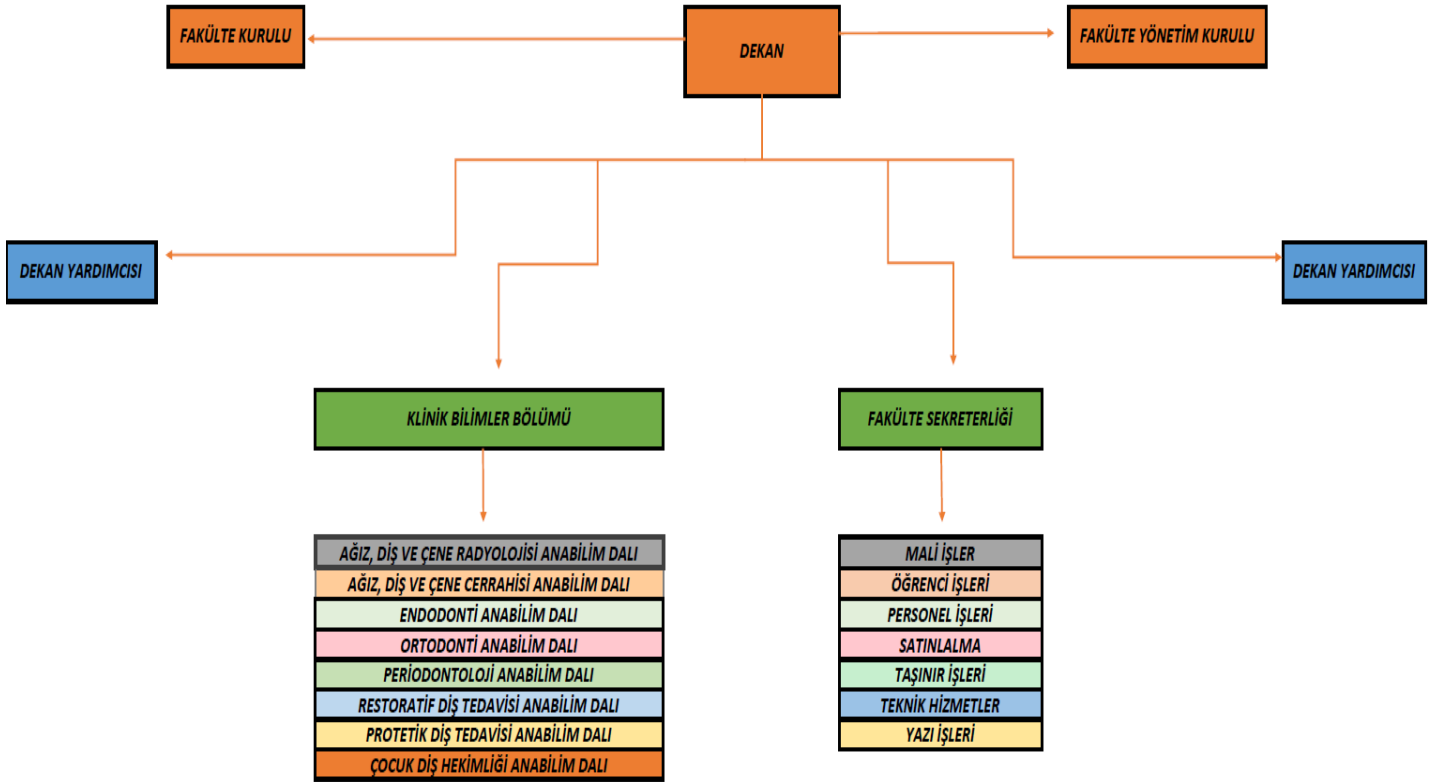 FAKÜLTE KURULU
DEKAN
FAKÜLTE YÖNETİM KURULU
DEKAN YARDIMCISI
DEKAN YARDIMCISI
KLİNİK BİLİMLER BÖLÜMÜ
FAKÜLTE SEKRETERLİĞİ
AĞIZ, DİŞ VE ÇENE RADYOLOJİSİ ANABİLİM DALI
AĞIZ, DİŞ VE ÇENE CERRAHİSİ ANABİLİM DALI
ENDODONTİ ANABİLİM DALI
ORTODONTİ ANABİLİM DALI
PERİODONTOLOJİ ANABİLİM DALI
RESTORATİF DİŞ TEDAVİSİ ANABİLİM DALI
PROTETİK DİŞ TEDAVİSİ ANABİLİM DALI
ÇOCUK DİŞ HEKİMLİĞİ ANABİLİM DALI
MALİ İŞLER
ÖĞRENCİ İŞLERİ
PERSONEL İŞLERİ
SATINLALMA
TAŞINIR İŞLERİ
TEKNİK HİZMETLER
YAZI İŞLERİ